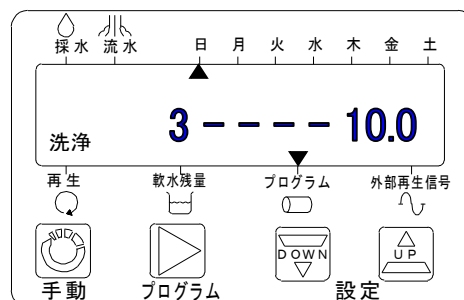 採水 流水
日 月 火 水 木 金 土
3 - - - - 10.0
洗浄
再生 軟水残量 プログラム 外部再生信号
DOWN UP
手動 プログラム 設定